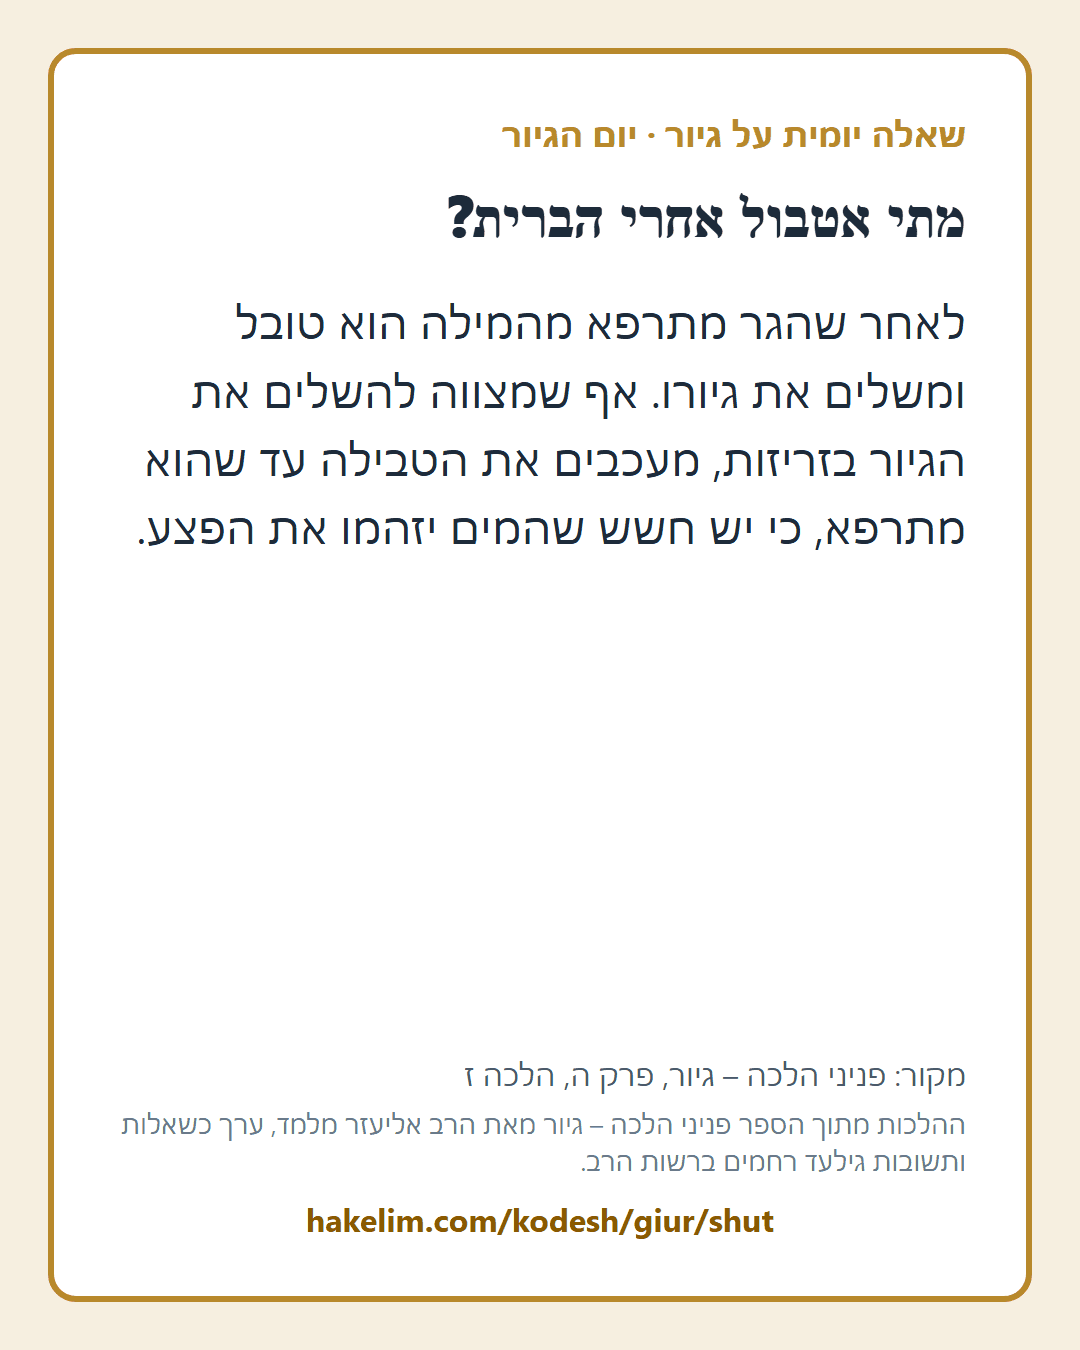 שאלה יומית על גיור · יום הגיור
מתי אטבול אחרי הברית?
לאחר שהגר מתרפא מהמילה הוא טובל
ומשלים את גיורו. אף שמצווה להשלים את
הגיור בזריזות, מעכבים את הטבילה עד שהוא
מתרפא, כי יש חשש שהמים יזהמו את הפצע.
מקור: פניני הלכה – גיור, פרק ה, הלכה ז
ההלכות מתוך הספר פניני הלכה – גיור מאת הרב אליעזר מלמד, ערך כשאלות
ותשובות גילעד רחמים ברשות הרב.
hakelim.com/kodesh/giur/shut